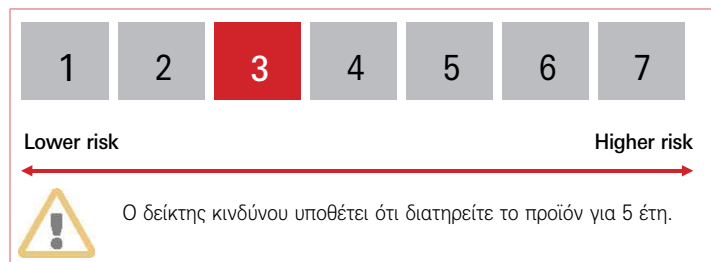 1 2 3 4 5 6 7
Lower risk Higher risk
Ο δείκτης κινδύνου υποθέτει ότι διατηρείτε το προϊόν για 5 έτη.